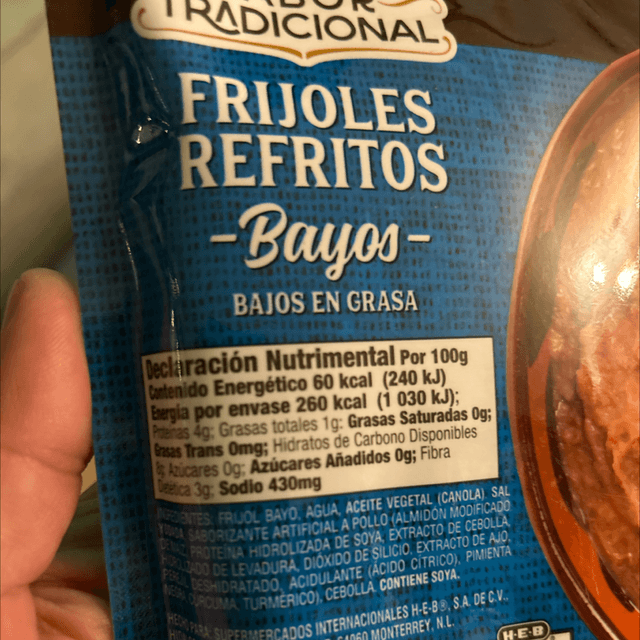 SABOR
TRADICIONAL
FRIJOLES
REFRITOS
-Bayos-
BAJOS EN GRASA
Declaración Nutrimental Por 100g
Contenido Energético 60 kcal (240 kJ)
Energía por envase 260 kcal (1 030 kJ);
Proteínas 4g; Grasas totales 1g; Grasas Saturadas 0g;
Grasas Trans 0mg; Hidratos de Carbono Disponibles
Azúcares 0g; Azúcares Añadidos 0g; Fibra
Dietética 3g; Sodio 430mg
FRIJOL BAYO, AGUA, ACEITE VEGETAL (CANOLA), SAL
SABORIZANTE ARTIFICIAL A POLLO (ALMIDÓN MODIFICADO
PROTEÍNA HIDROLIZADA DE SOYA, EXTRACTO DE CEBOLLA,
DE LEVADURA, DIÓXIDO DE SILICIO, EXTRACTO DE AJO,
DESHIDRATADO, ACIDULANTE (ÁCIDO CÍTRICO), PIMIENTA
CÚRCUMA, TURMÉRICO), CEBOLLA. CONTIENE SOYA.
PARA SUPERMERCADOS INTERNACIONALES H-E-B®, S.A. DE C.V.,
MONTERREY, N.L.
H-E-B